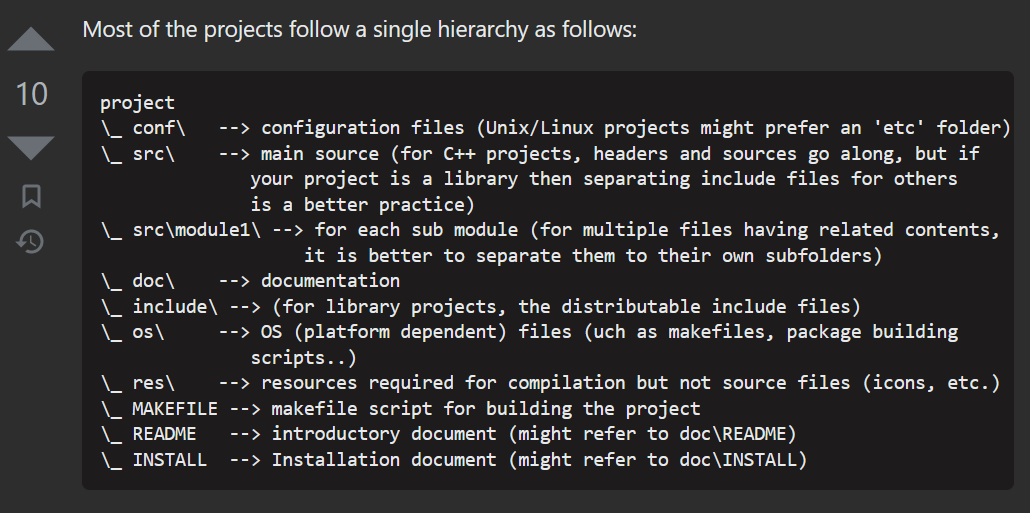 Most of the projects follow a single hierarchy as follows:
10
project
\_ conf\   --> configuration files (Unix/Linux projects might prefer an 'etc' folder)
\_ src\    --> main source (for C++ projects, headers and sources go along, but if
              your project is a library then separating include files for others
              is a better practice)
\_ src\module1\ --> for each sub module (for multiple files having related contents,
                   it is better to separate them to their own subfolders)
\_ doc\    --> documentation
\_ include\ --> (for library projects, the distributable include files)
\_ os\     --> OS (platform dependent) files (uch as makefiles, package building
              scripts..)
\_ res\    --> resources required for compilation but not source files (icons, etc.)
\_ MAKEFILE --> makefile script for building the project
\_ README   --> introductory document (might refer to doc\README)
\_ INSTALL  --> Installation document (might refer to doc\INSTALL)